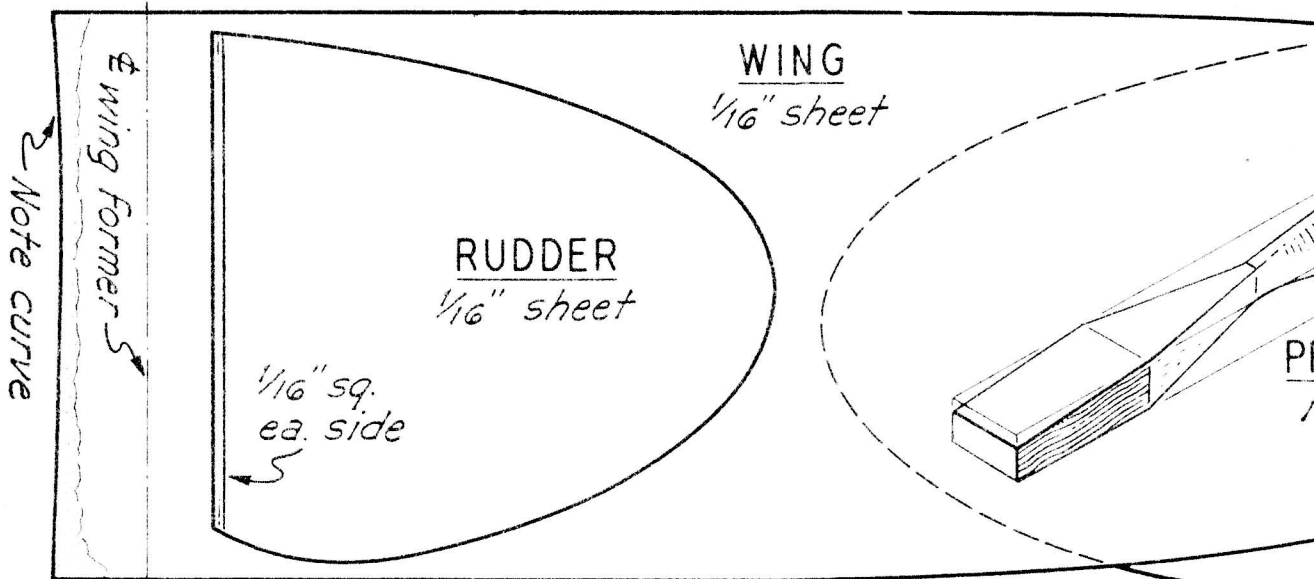 WING
1/16" sheet
RUDDER
1/16" sheet
1/16" sq.
ea. side
℄ wing former
Note curve